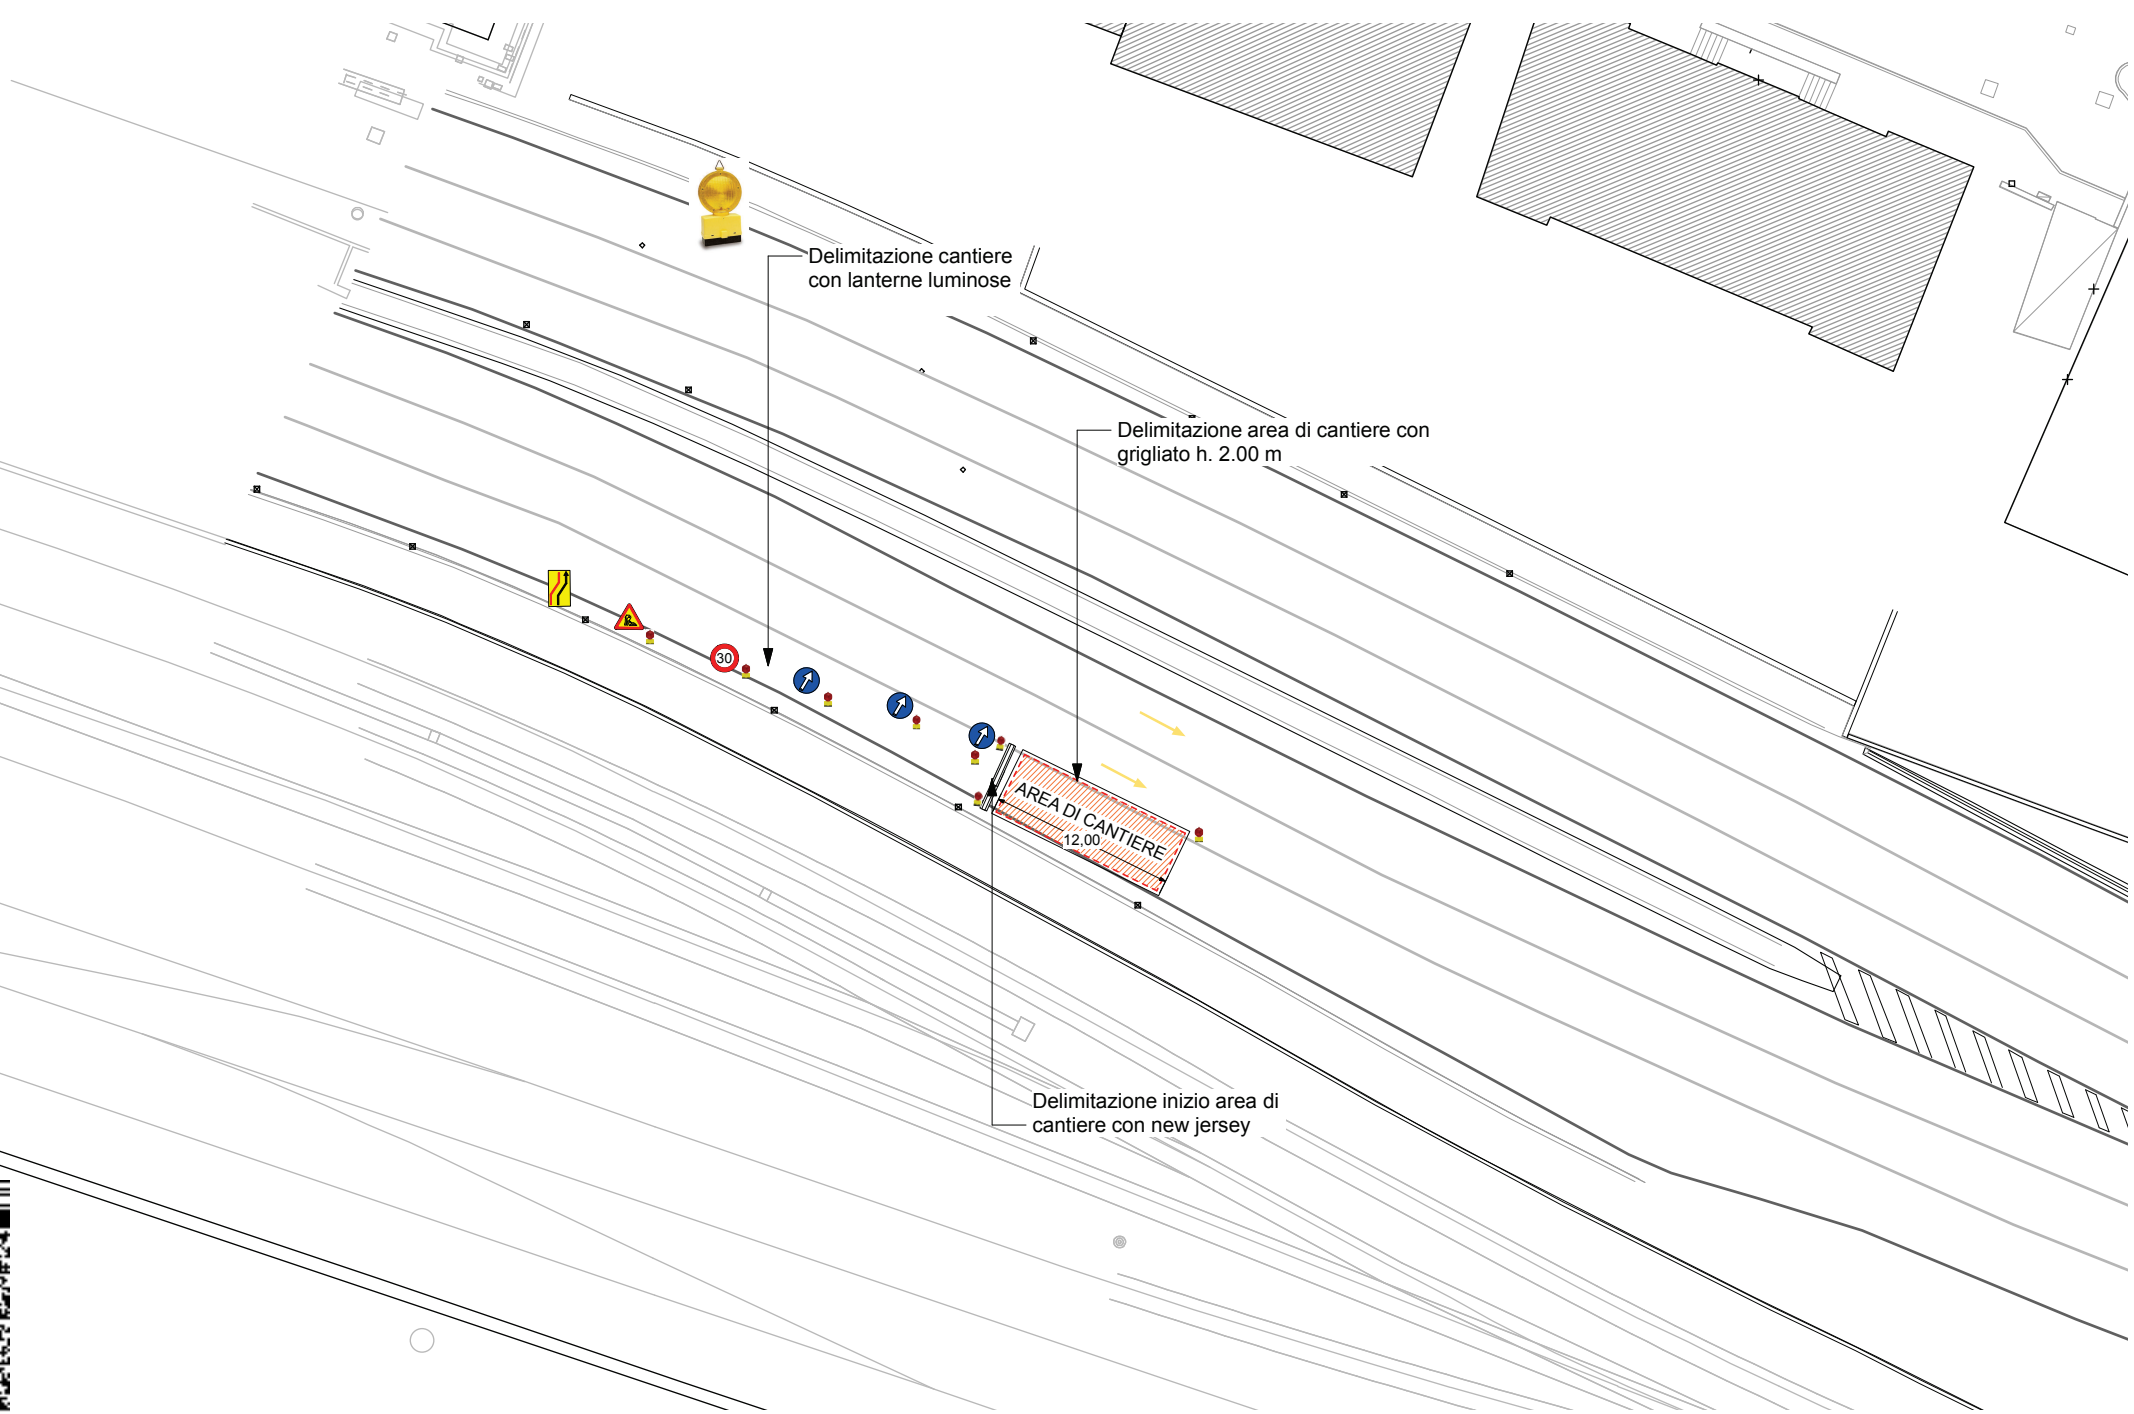 Delimitazione cantiere
con lanterne luminose
Delimitazione area di cantiere con
grigliato h. 2.00 m
30
AREA DI CANTIERE
12,00
Delimitazione inizio area di
cantiere con new jersey